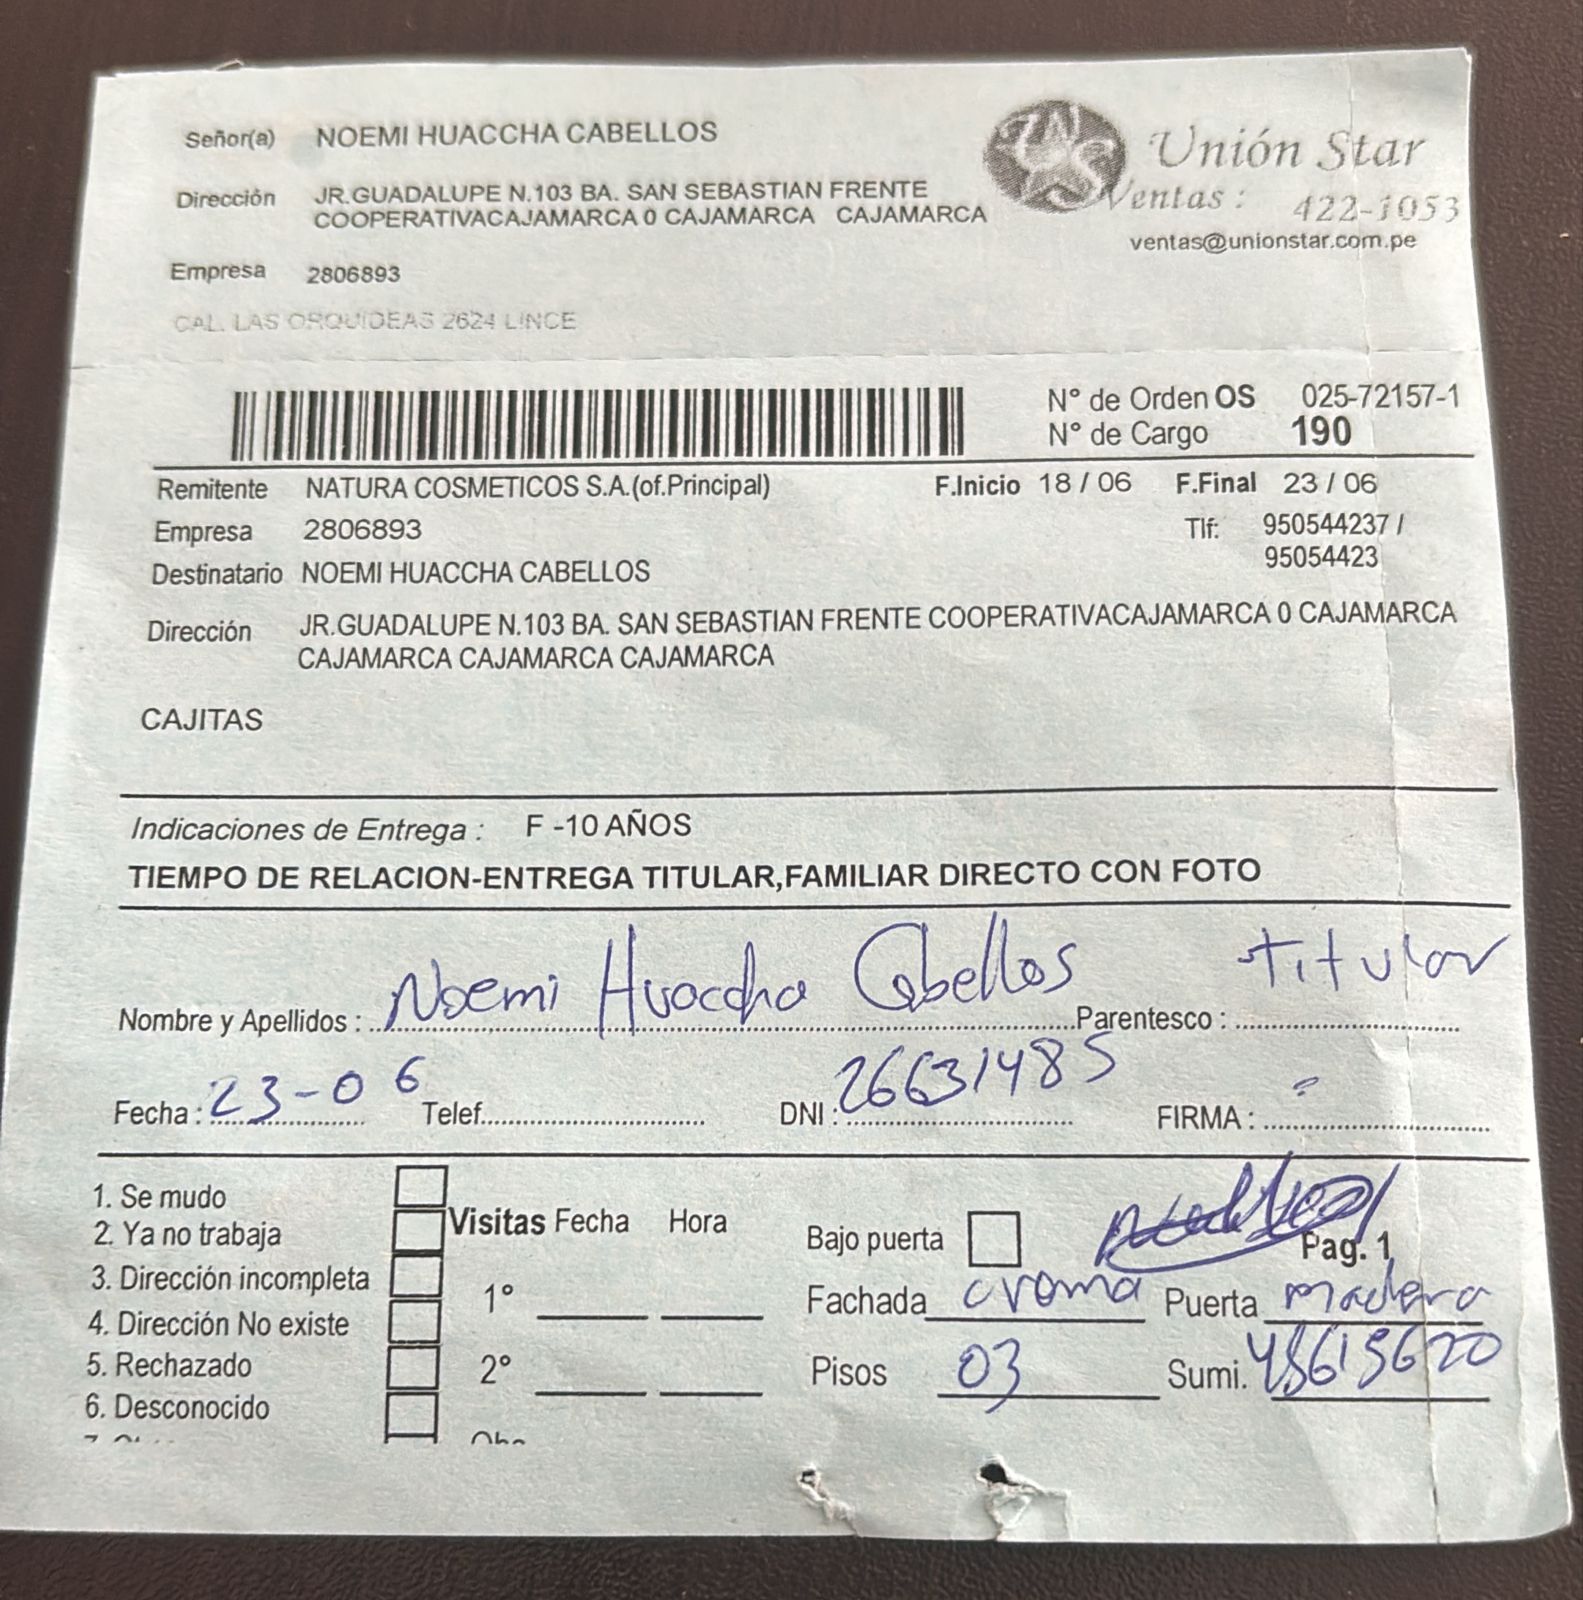 Señor(a) NOEMI HUACCHA CABELLOS
Unión Star
Dirección JR.GUADALUPE N.103 BA. SAN SEBASTIAN FRENTE
COOPERATIVACAJAMARCA 0 CAJAMARCA CAJAMARCA
Ventas : 422-1053
ventas@unionstar.com.pe
Empresa 2806893
CAL. LAS ORQUIDEAS 2624 LINCE
N° de Orden OS 025-72157-1
N° de Cargo 190
Remitente NATURA COSMETICOS S.A.(of.Principal) F.Inicio 18 / 06 F.Final 23 / 06
Empresa 2806893 Tlf: 950544237 /
95054423
Destinatario NOEMI HUACCHA CABELLOS
Dirección JR.GUADALUPE N.103 BA. SAN SEBASTIAN FRENTE COOPERATIVACAJAMARCA 0 CAJAMARCA
CAJAMARCA CAJAMARCA CAJAMARCA
CAJITAS
Indicaciones de Entrega : F -10 AÑOS
TIEMPO DE RELACION-ENTREGA TITULAR,FAMILIAR DIRECTO CON FOTO
Nombre y Apellidos : Noemi Huaccha Cabellos Parentesco : titular
Fecha : 23-06 Telef. DNI : 26631485 FIRMA :
1. Se mudo
2. Ya no trabaja
3. Dirección incompleta
4. Dirección No existe
5. Rechazado
6. Desconocido
Visitas Fecha Hora
1°
2°
Bajo puerta
Pag. 1
Fachada croma Puerta madera
Pisos 03 Sumi. 45615620